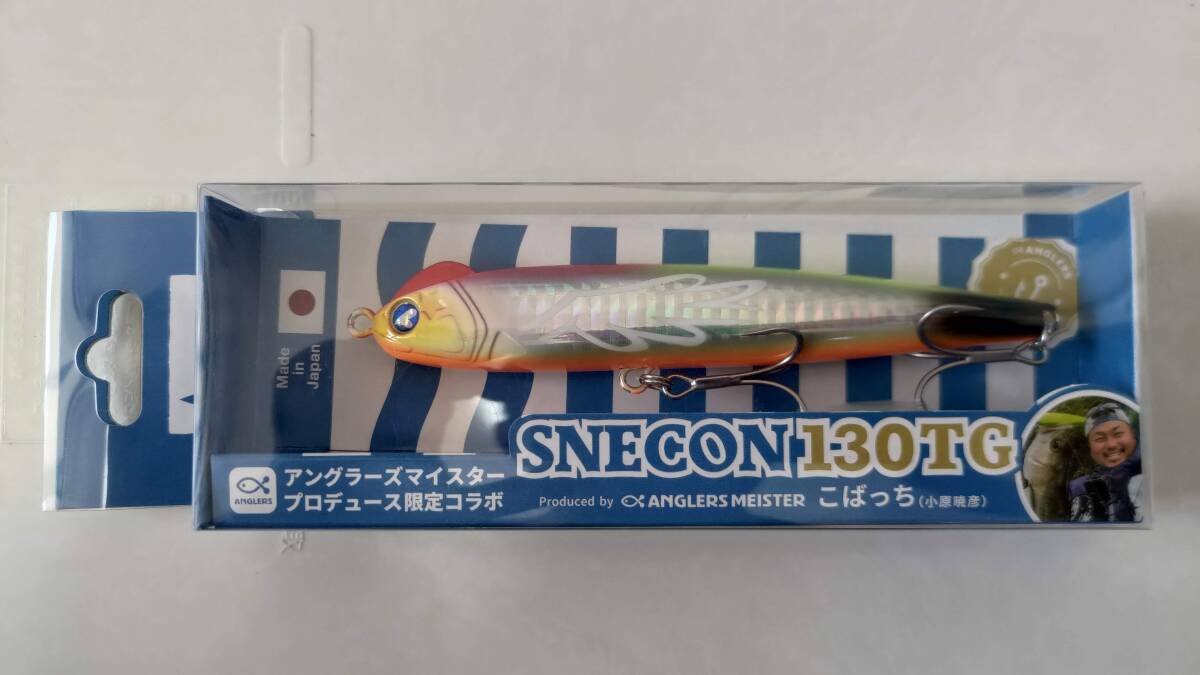 Made
in
Japan
ANGLERS
SNECON130TG
アングラーズマイスター
プロデュース限定コラボ
ANGLERS
Produced by ANGLERS MEISTER こばっち(小原暁彦)